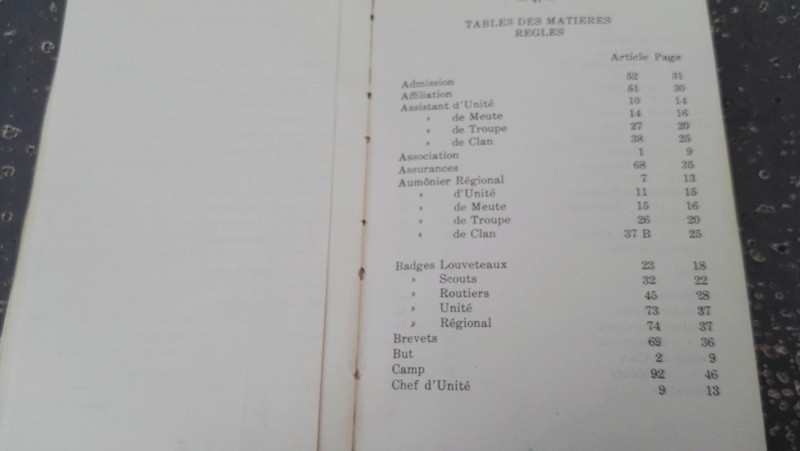 TABLES DES MATIERES
REGLES
Article Page
Admission 52 31
Affiliation 51 30
Assistant d'Unité 10 14
» de Meute 14 16
» de Troupe 27 20
» de Clan 38 25
Association 1 9
Assurances 68 35
Aumônier Régional 7 13
» d'Unité 11 15
» de Meute 15 16
» de Troupe 26 20
» de Clan 37 B 25
Badges Louveteaux 23 18
» Scouts 32 22
» Routiers 45 28
» Unité 73 37
» Régional 74 37
Brevets 69 36
But 2 9
Camp 92 46
Chef d'Unité 9 13